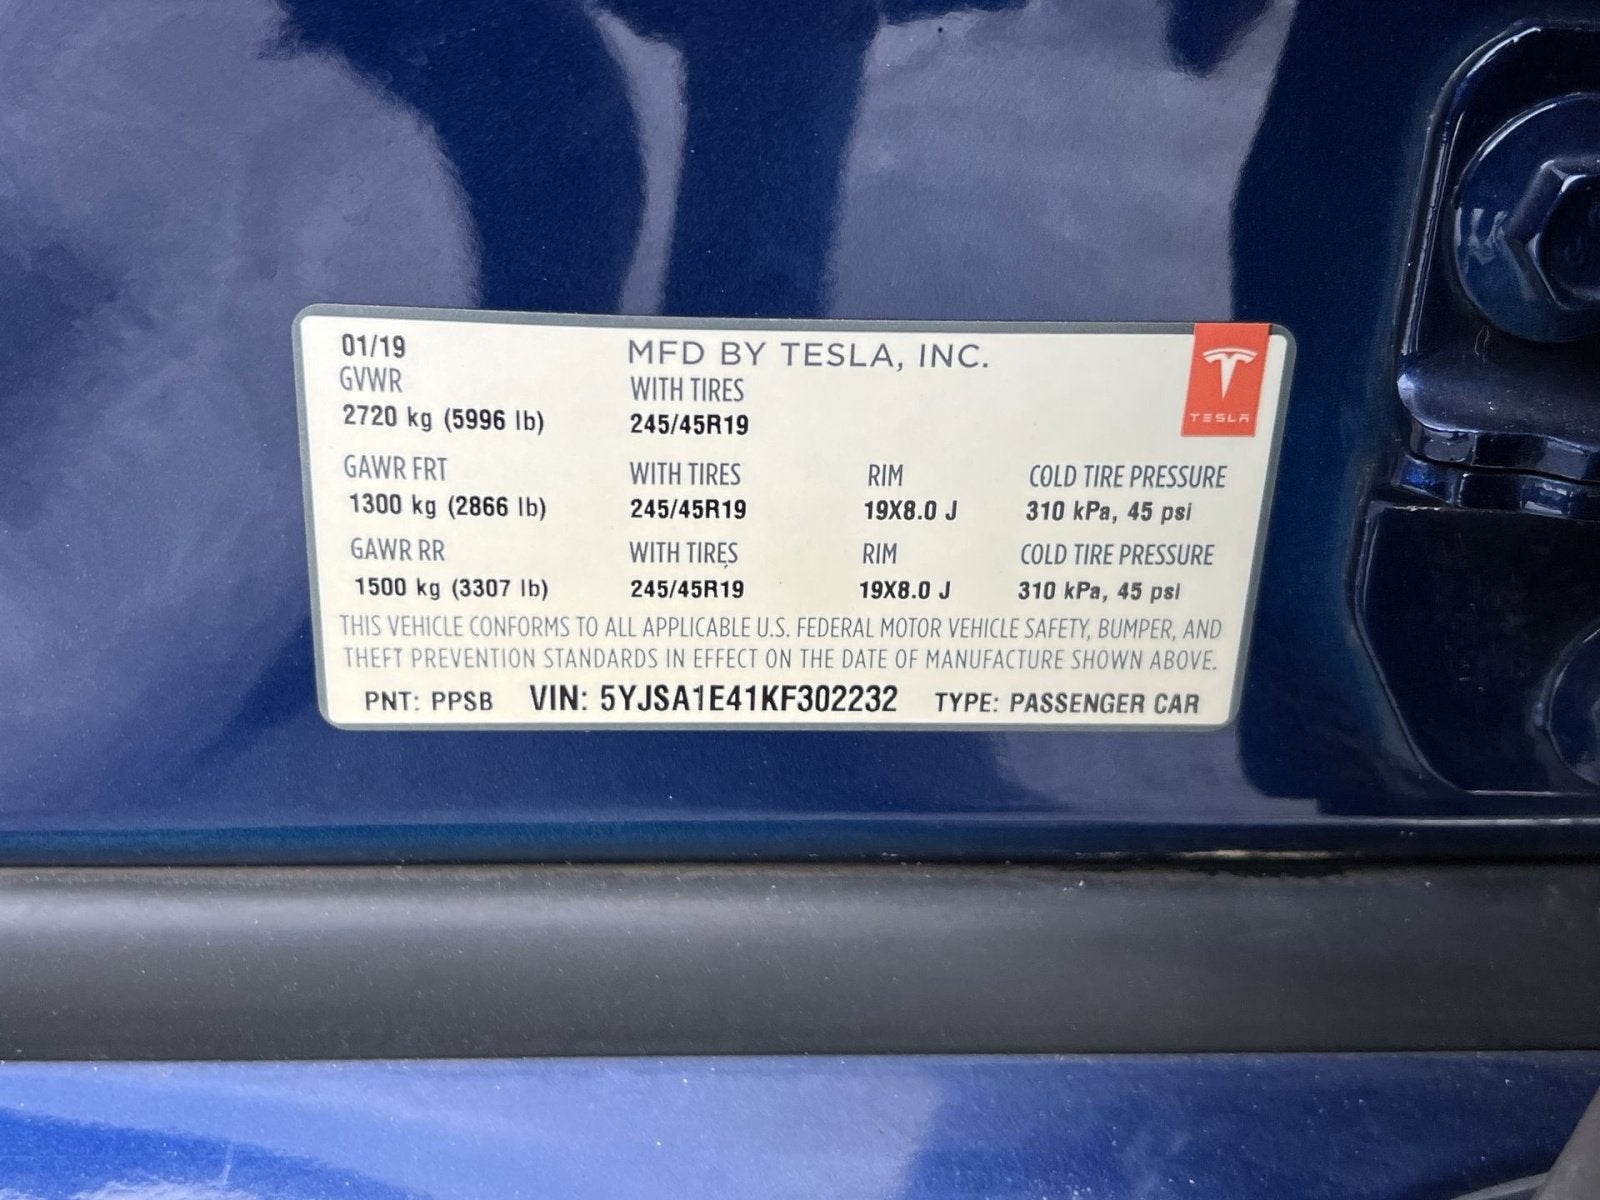 01/19 MFD BY TESLA, INC.
GVWR WITH TIRES
2720 kg (5996 lb) 245/45R19
TESLA
GAWR FRT WITH TIRES RIM COLD TIRE PRESSURE
1300 kg (2866 lb) 245/45R19 19X8.0 J 310 kPa, 45 psi
GAWR RR WITH TIRES RIM COLD TIRE PRESSURE
1500 kg (3307 lb) 245/45R19 19X8.0 J 310 kPa, 45 psi
THIS VEHICLE CONFORMS TO ALL APPLICABLE U.S. FEDERAL MOTOR VEHICLE SAFETY, BUMPER, AND
THEFT PREVENTION STANDARDS IN EFFECT ON THE DATE OF MANUFACTURE SHOWN ABOVE.
PNT: PPSB VIN: 5YJSA1E41KF302232 TYPE: PASSENGER CAR